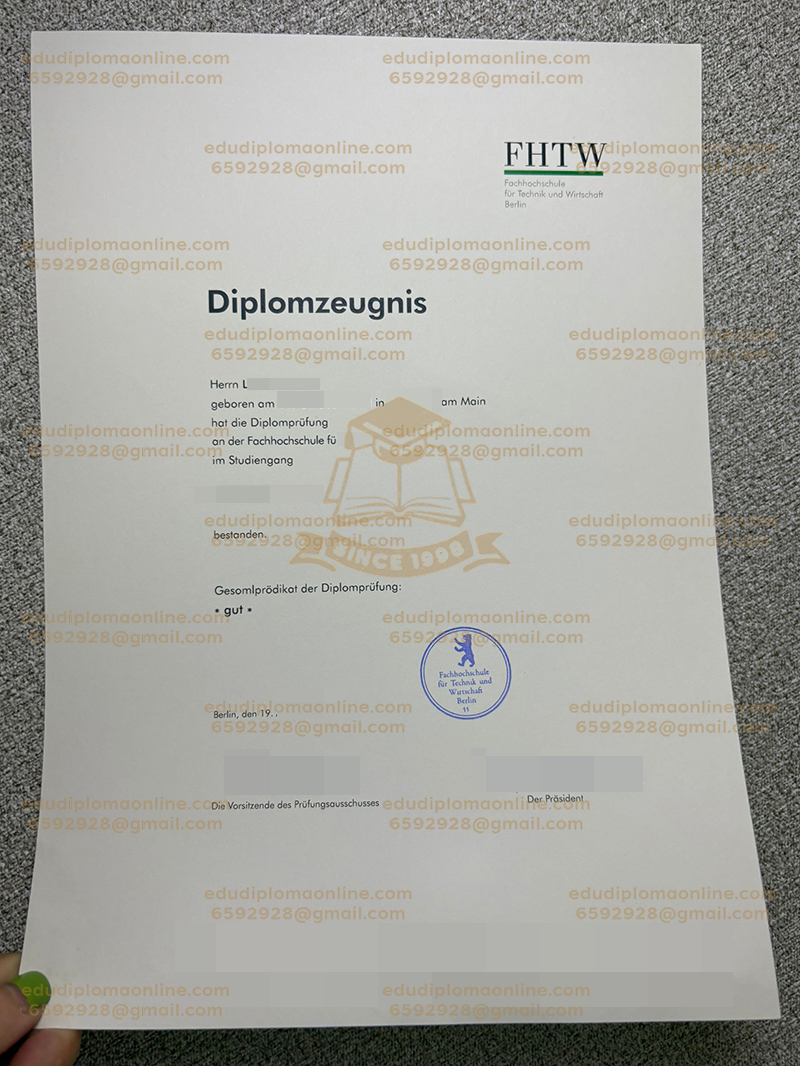 edudiplomaonline.com edudiplomaonline.com
6592928@gmail.com 6592928@gmail.com
edudiplomaonline.com edudiplomaonline.com
6592928@gmail.com 6592928@gmail.com
FHTW
Fachhochschule
für Technik und Wirtschaft
Berlin
edudiplomaonline.com edudiplomaonline.com
6592928@gmail.com 6592928@gmail.com
Diplomzeugnis
edudiplomaonline.com edudiplomaonline.com
6592928@gmail.com 6592928@gmail.com
Herrn L
geboren am in am Main
hat die Diplomprüfung
edudiplomaonline.com edudiplomaonline.com
an der Fachhochschule fü
6592928@gmail.com 6592928@gmail.com
im Studiengang
edudiplomaonline.com edudiplomaonline.com
bestanden.
6592928@gmail.com 6592928@gmail.com
SINCE 1998
Gesomlprödikat der Diplomprüfung:
• gut •
edudiplomaonline.com edudiplomaonline.com
6592928@gmail.com 6592928@gmail.com
Fachhochschule
für Technik und
Wirtschaft
Berlin
11
edudiplomaonline.com edudiplomaonline.com
Berlin, den 19.
6592928@gmail.com 6592928@gmail.com
Die Vorsitzende des Prüfungsausschusses Der Präsident
edudiplomaonline.com edudiplomaonline.com
6592928@gmail.com 6592928@gmail.com
edudiplomaonline.com edudiplomaonline.com
6592928@gmail.com 6592928@gmail.com
edudiplomaonline.com edudiplomaonline.com
6592928@gmail.com 6592928@gmail.com